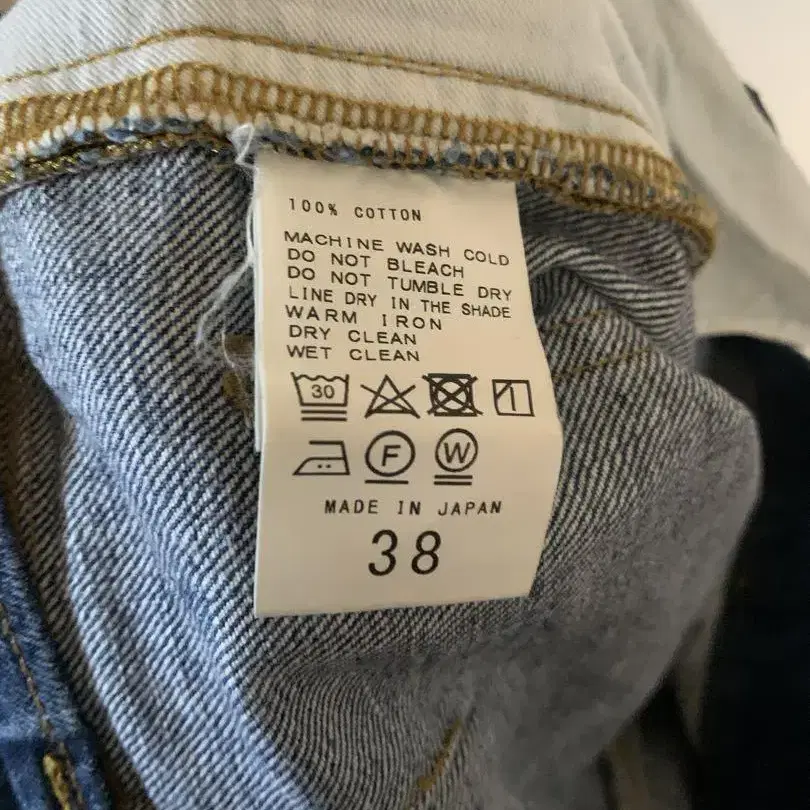 100% COTTON
MACHINE WASH COLD
DO NOT BLEACH
DO NOT TUMBLE DRY
LINE DRY IN THE SHADE
WARM IRON
DRY CLEAN
WET CLEAN
30
F W
MADE IN JAPAN
38